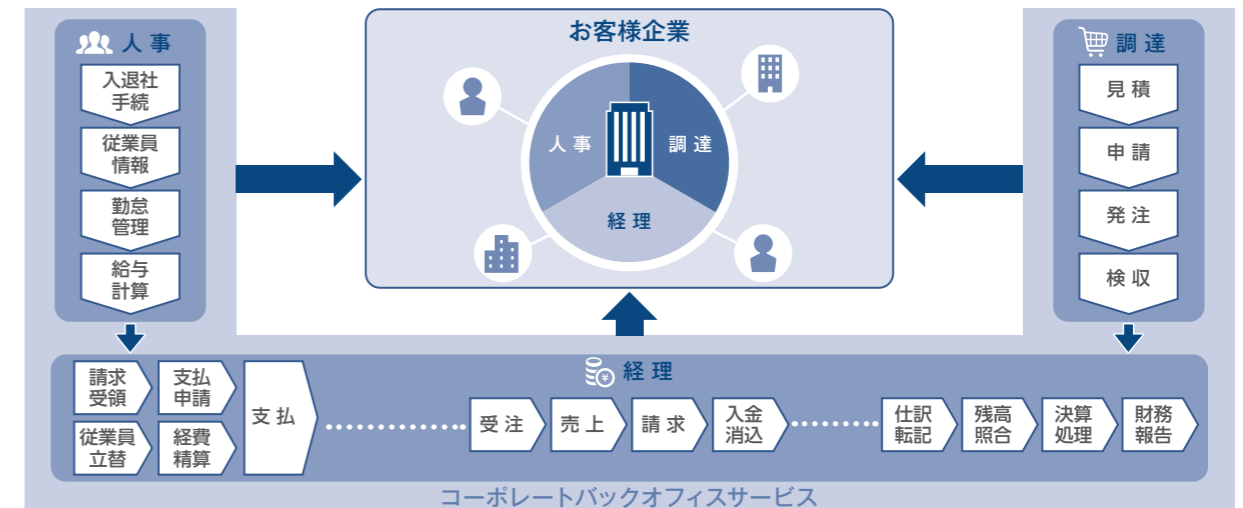 人事
入退社
手続
従業員
情報
勤怠
管理
給与
計算
お客様企業
人事
調達
経理
調達
見積
申請
発注
検収
¥
経理
請求
受領
支払
申請
従業員
立替
経費
精算
支払
受注
売上
請求
入金
消込
仕訳
転記
残高
照合
決算
処理
財務
報告
コーポレートバックオフィスサービス